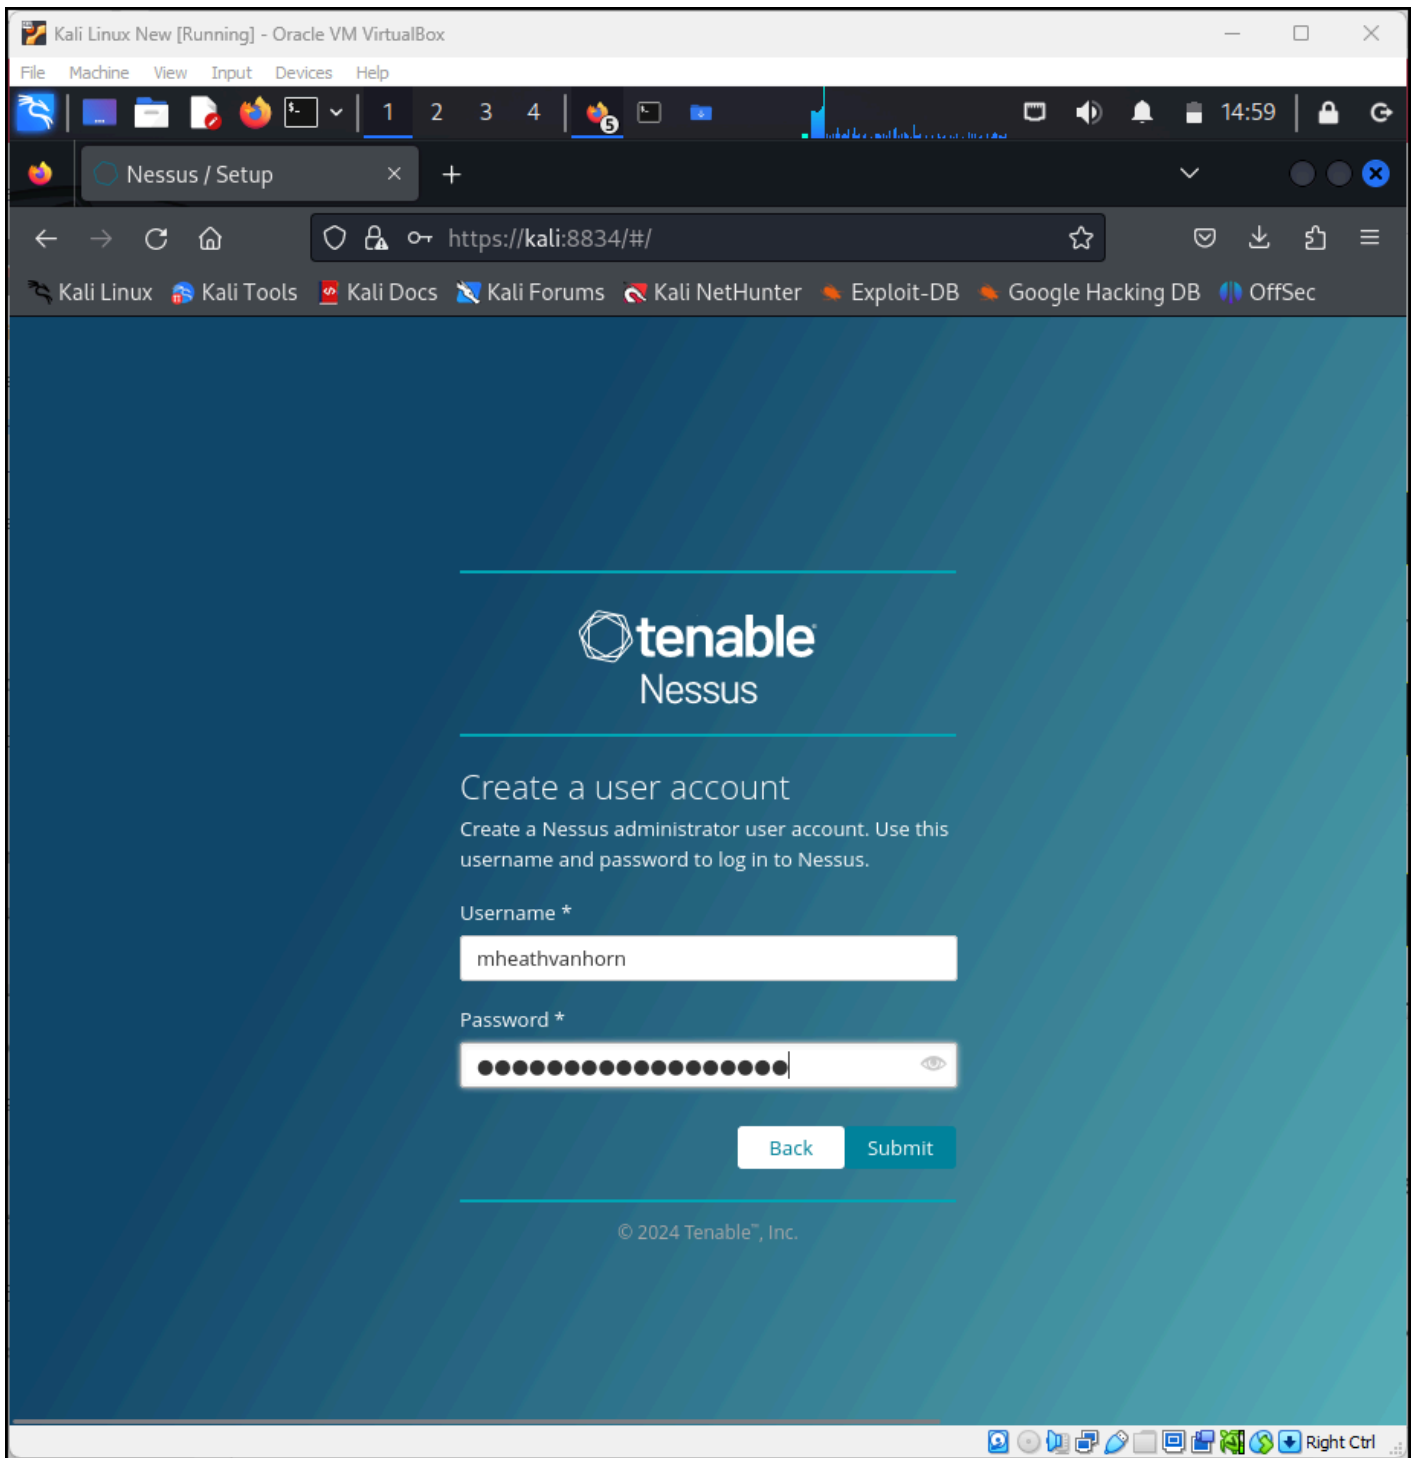 Kali Linux New [Running] - Oracle VM VirtualBox
File Machine View Input Devices Help
1 2 3 4 5 14:59
Nessus / Setup
https://kali:8834/#/
Kali Linux Kali Tools Kali Docs Kali Forums Kali NetHunter Exploit-DB Google Hacking DB OffSec
tenable
Nessus
Create a user account
Create a Nessus administrator user account. Use this
username and password to log in to Nessus.
Username *
mheathvanhorn
Password *
●●●●●●●●●●●●●●●●●●
Back Submit
© 2024 Tenable™, Inc.
Right Ctrl